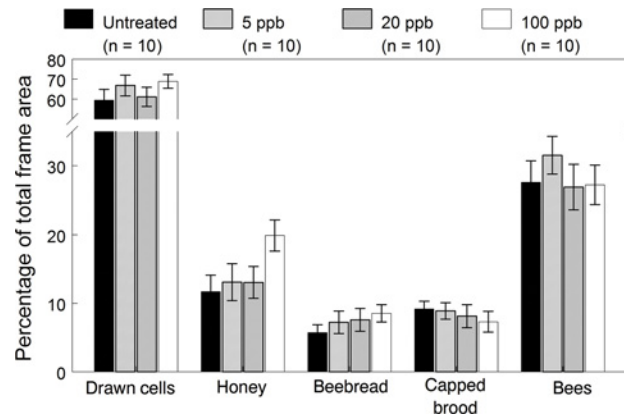 Untreated 5 ppb 20 ppb 100 ppb
(n = 10) (n = 10) (n = 10) (n = 10)
Percentage of total frame area
80
70
60
30
20
10
0
Drawn cells Honey Beebread Capped brood Bees